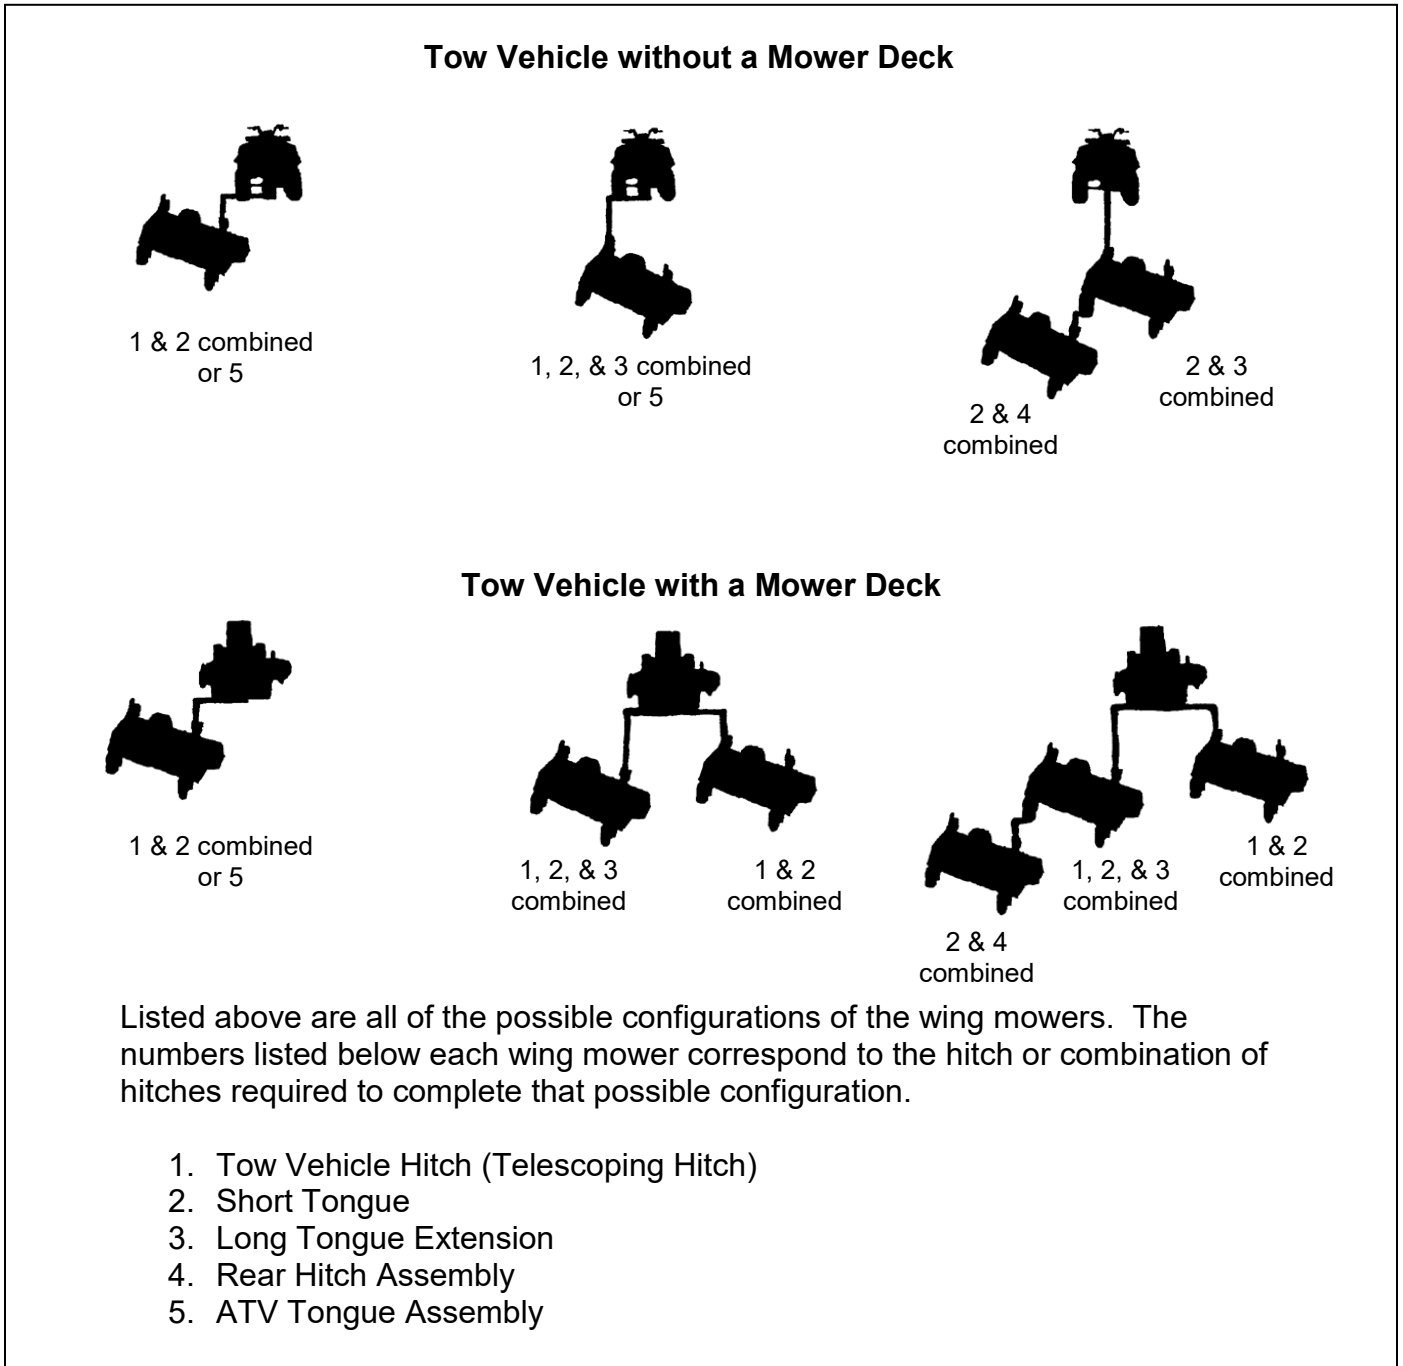 Tow Vehicle without a Mower Deck
1 & 2 combined
or 5
1, 2, & 3 combined
or 5
2 & 4
combined
2 & 3
combined
Tow Vehicle with a Mower Deck
1 & 2 combined
or 5
1, 2, & 3
combined
1 & 2
combined
2 & 4
combined
1, 2, & 3
combined
1 & 2
combined
Listed above are all of the possible configurations of the wing mowers.  The
numbers listed below each wing mower correspond to the hitch or combination of
hitches required to complete that possible configuration.
1. Tow Vehicle Hitch (Telescoping Hitch)
2. Short Tongue
3. Long Tongue Extension
4. Rear Hitch Assembly
5. ATV Tongue Assembly